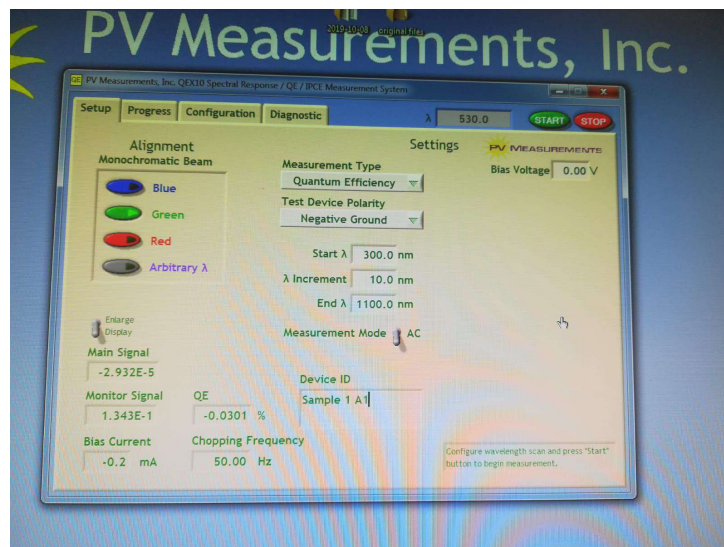 2019-10-08 original files
PV Measurements, Inc.
QE PV Measurements, Inc. QEX10 Spectral Response / QE / IPCE Measurement System
Setup Progress Configuration Diagnostic
λ 530.0 START STOP
Alignment
Monochromatic Beam
Blue
Green
Red
Arbitrary λ
Settings
PV MEASUREMENTS
Measurement Type
Quantum Efficiency
Bias Voltage 0.00 V
Test Device Polarity
Negative Ground
Start λ 300.0 nm
λ Increment 10.0 nm
End λ 1100.0 nm
Measurement Mode AC
Enlarge
Display
Main Signal
-2.932E-5
Monitor Signal QE
1.343E-1 -0.0301 %
Bias Current Chopping Frequency
-0.2 mA 50.00 Hz
Device ID
Sample 1 A1
Configure wavelength scan and press "Start"
button to begin measurement.